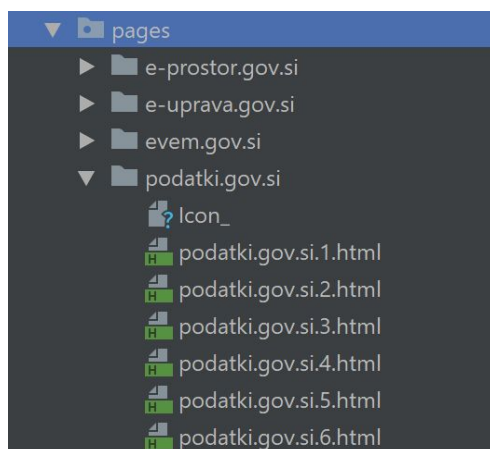 pages
e-prostor.gov.si
e-uprava.gov.si
evem.gov.si
podatki.gov.si
Icon_
podatki.gov.si.1.html
podatki.gov.si.2.html
podatki.gov.si.3.html
podatki.gov.si.4.html
podatki.gov.si.5.html
podatki.gov.si.6.html